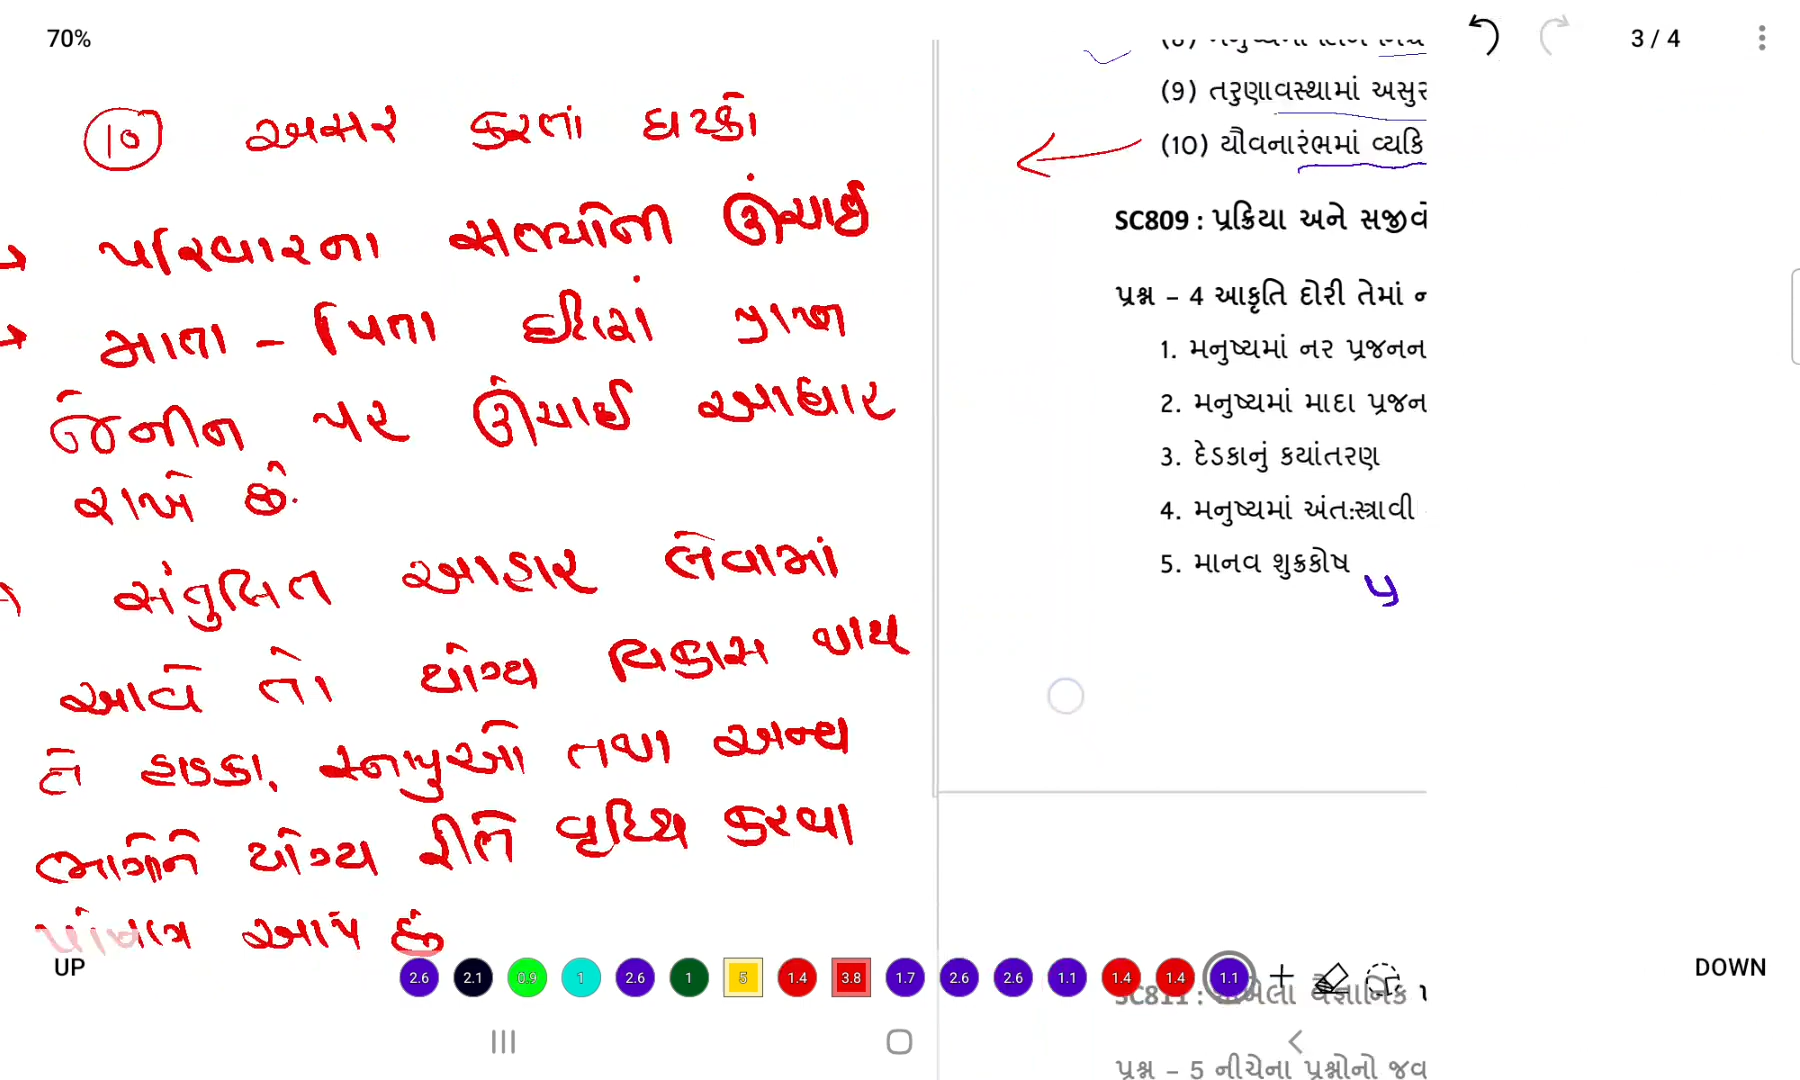 70%
3 / 4
10 અસર કરતાં ઘટકો
→ પરિવારના સભ્યોની ઊંચાઈ
→ માતા - પિતા દ્વારા પ્રાપ્ત
જનીન પર ઊંચાઈ આધાર
રાખે છે.
સંતુલિત આહાર લેવામાં
આવે તો યોગ્ય વિકાસ થાય
તે હાડકા, સ્નાયુઓ તથા અન્ય
ભાગોને યોગ્ય રીતે વૃદ્ધિ કરવા
આપે છે
(9) તરુણાવસ્થામાં અસુર
(10) યૌવનારંભમાં વ્યકિ
SC809 : પ્રક્રિયા અને સજીવો
પ્રશ્ન – 4 આકૃતિ દોરી તેમાં ન
1. મનુષ્યમાં નર પ્રજનન
2. મનુષ્યમાં માદા પ્રજન
3. દેડકાનું કયાંતરણ
4. મનુષ્યમાં અંત:સ્ત્રાવી
5. માનવ શુક્રકોષ
પ્ર
UP
2.6 2.1 0.9 1 2.6 1 5 1.4 3.8 1.7 2.6 2.6 1.1 1.4 1.4 1.1
DOWN
SC811 : વૈજ્ઞાનિક
પ્રશ્ન – 5 નીચેના પ્રશ્નોનો જવ